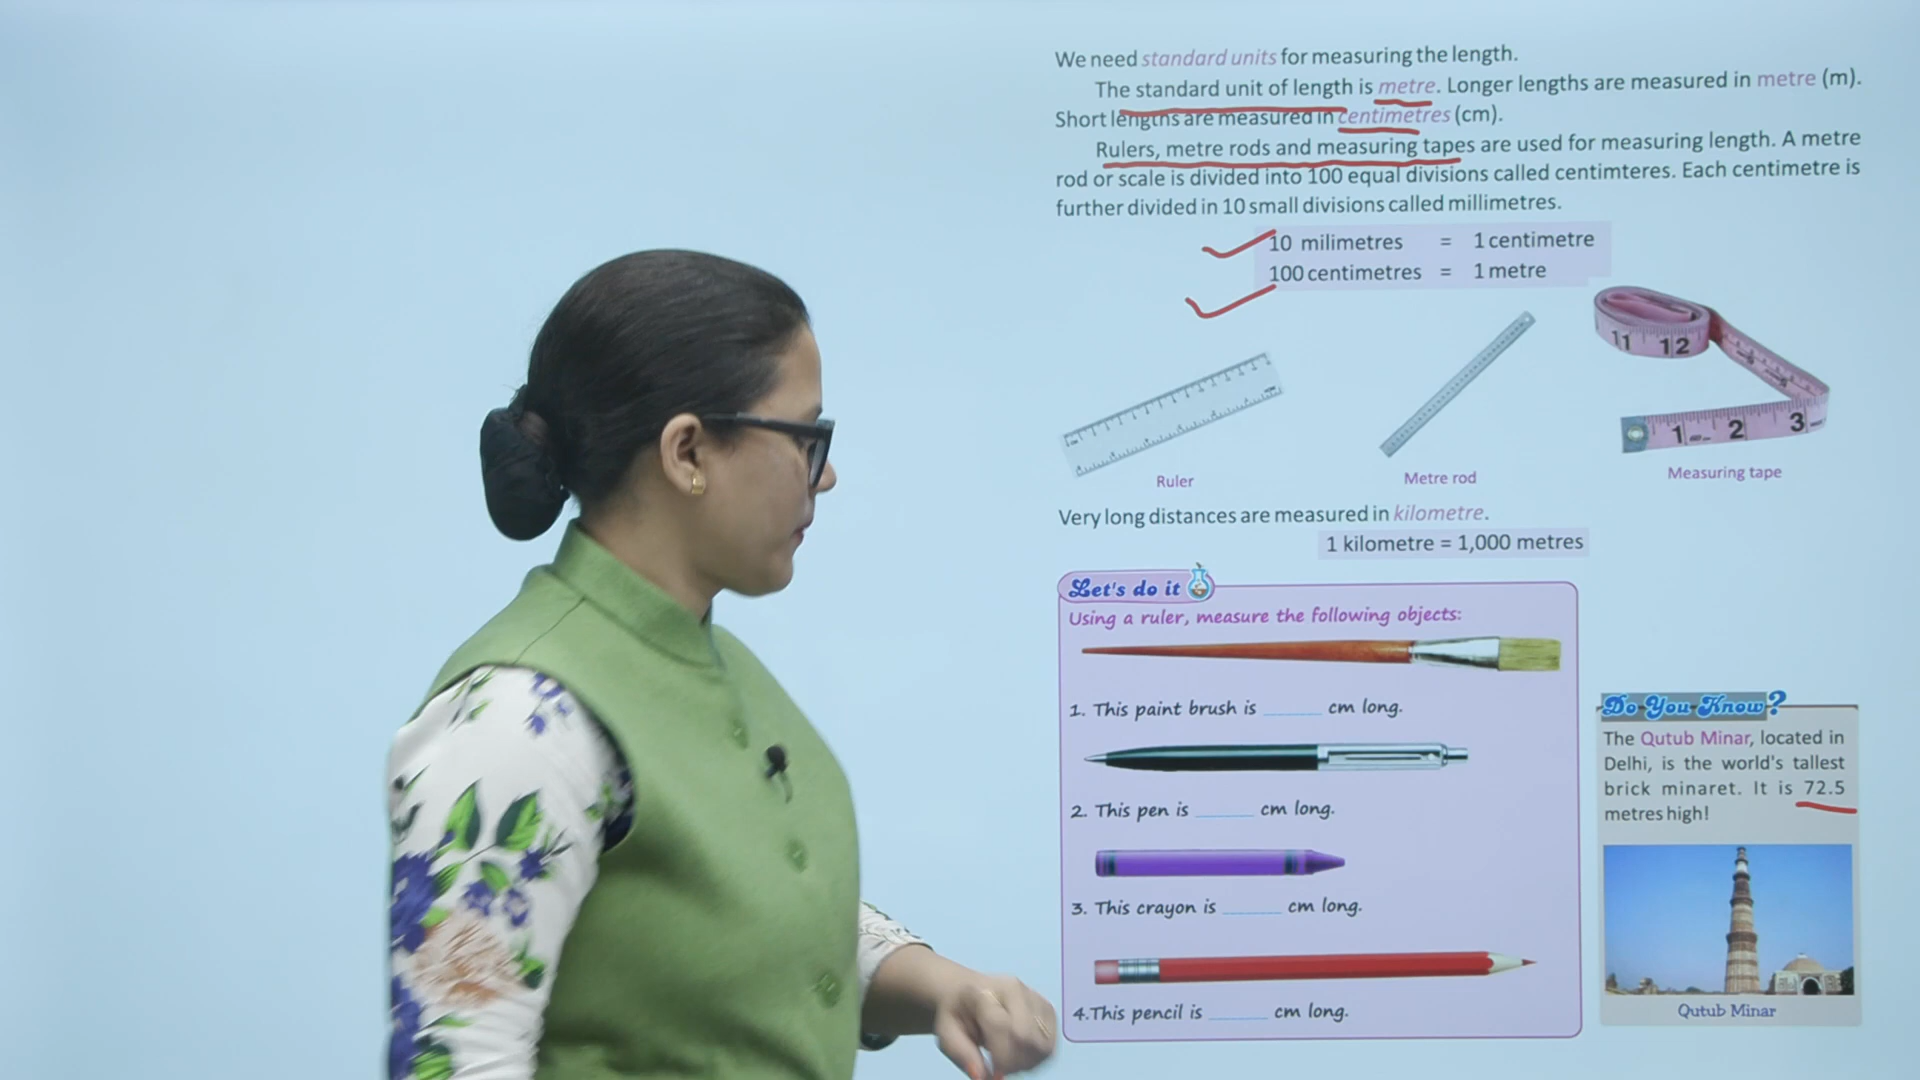 We need standard units for measuring the length.
The standard unit of length is metre. Longer lengths are measured in metre (m).
Short lengths are measured in centimetres (cm).
Rulers, metre rods and measuring tapes are used for measuring length. A metre
rod or scale is divided into 100 equal divisions called centimteres. Each centimetre is
further divided in 10 small divisions called millimetres.
10 milimetres = 1 centimetre
100 centimetres = 1 metre
11 12
1 2 3
Ruler
Metre rod
Measuring tape
Very long distances are measured in kilometre.
1 kilometre = 1,000 metres
Let's do it
Using a ruler, measure the following objects:
1. This paint brush is ______ cm long.
2. This pen is ______ cm long.
3. This crayon is ______ cm long.
4.This pencil is ______ cm long.
Do You Know?
The Qutub Minar, located in
Delhi, is the world's tallest
brick minaret. It is 72.5
metres high!
Qutub Minar